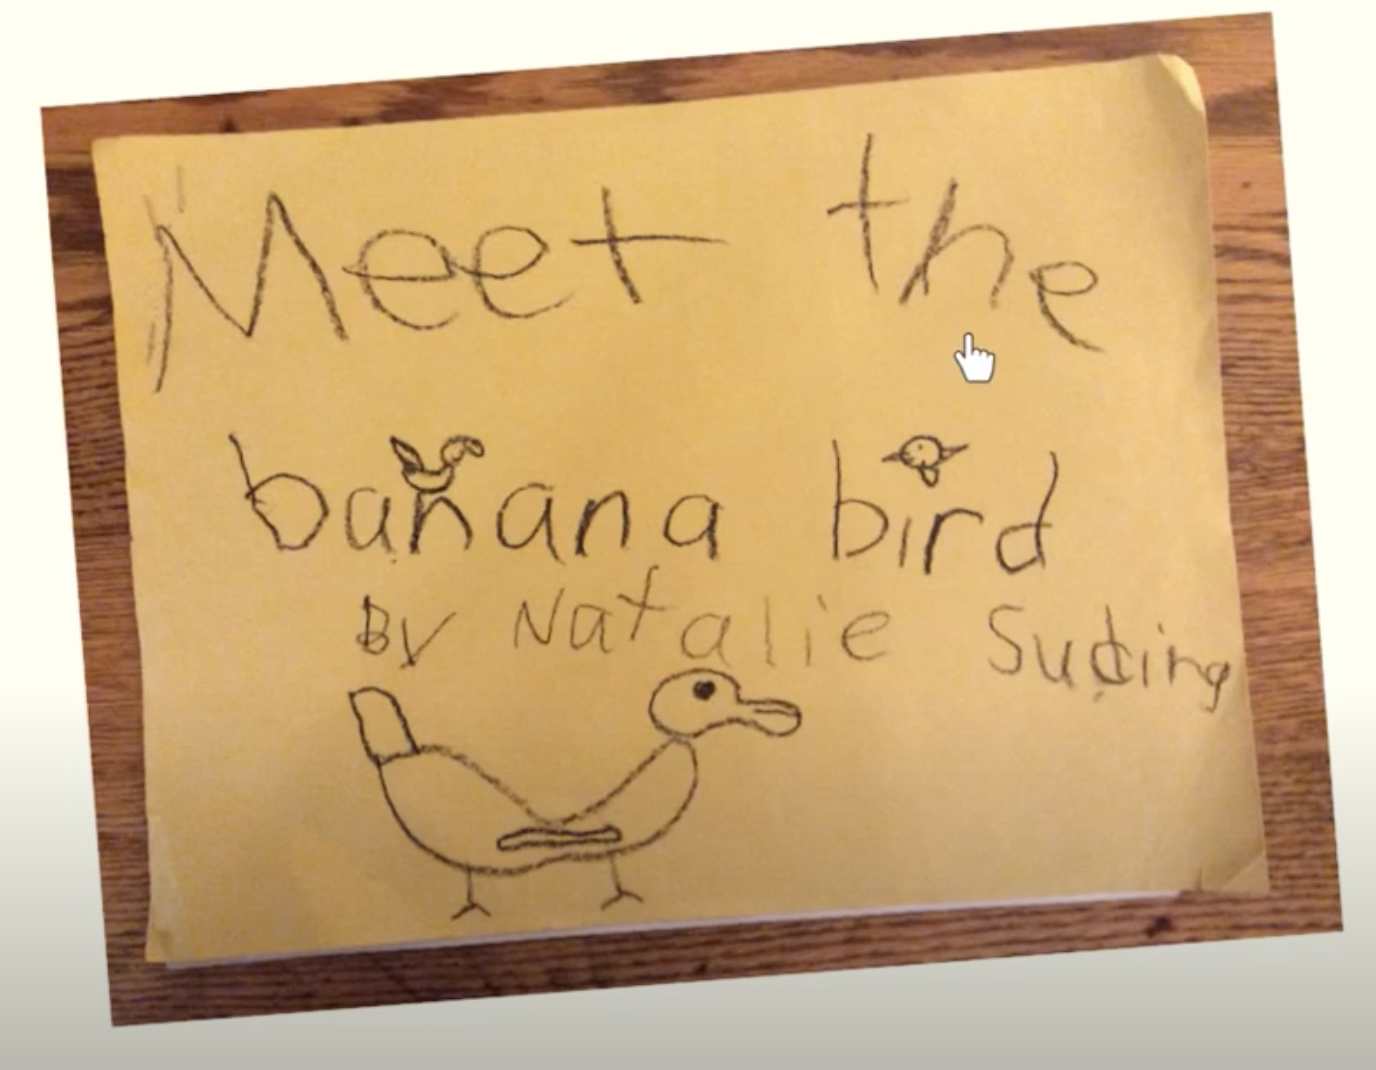 Meet the
banana bird
By Natalie Suding